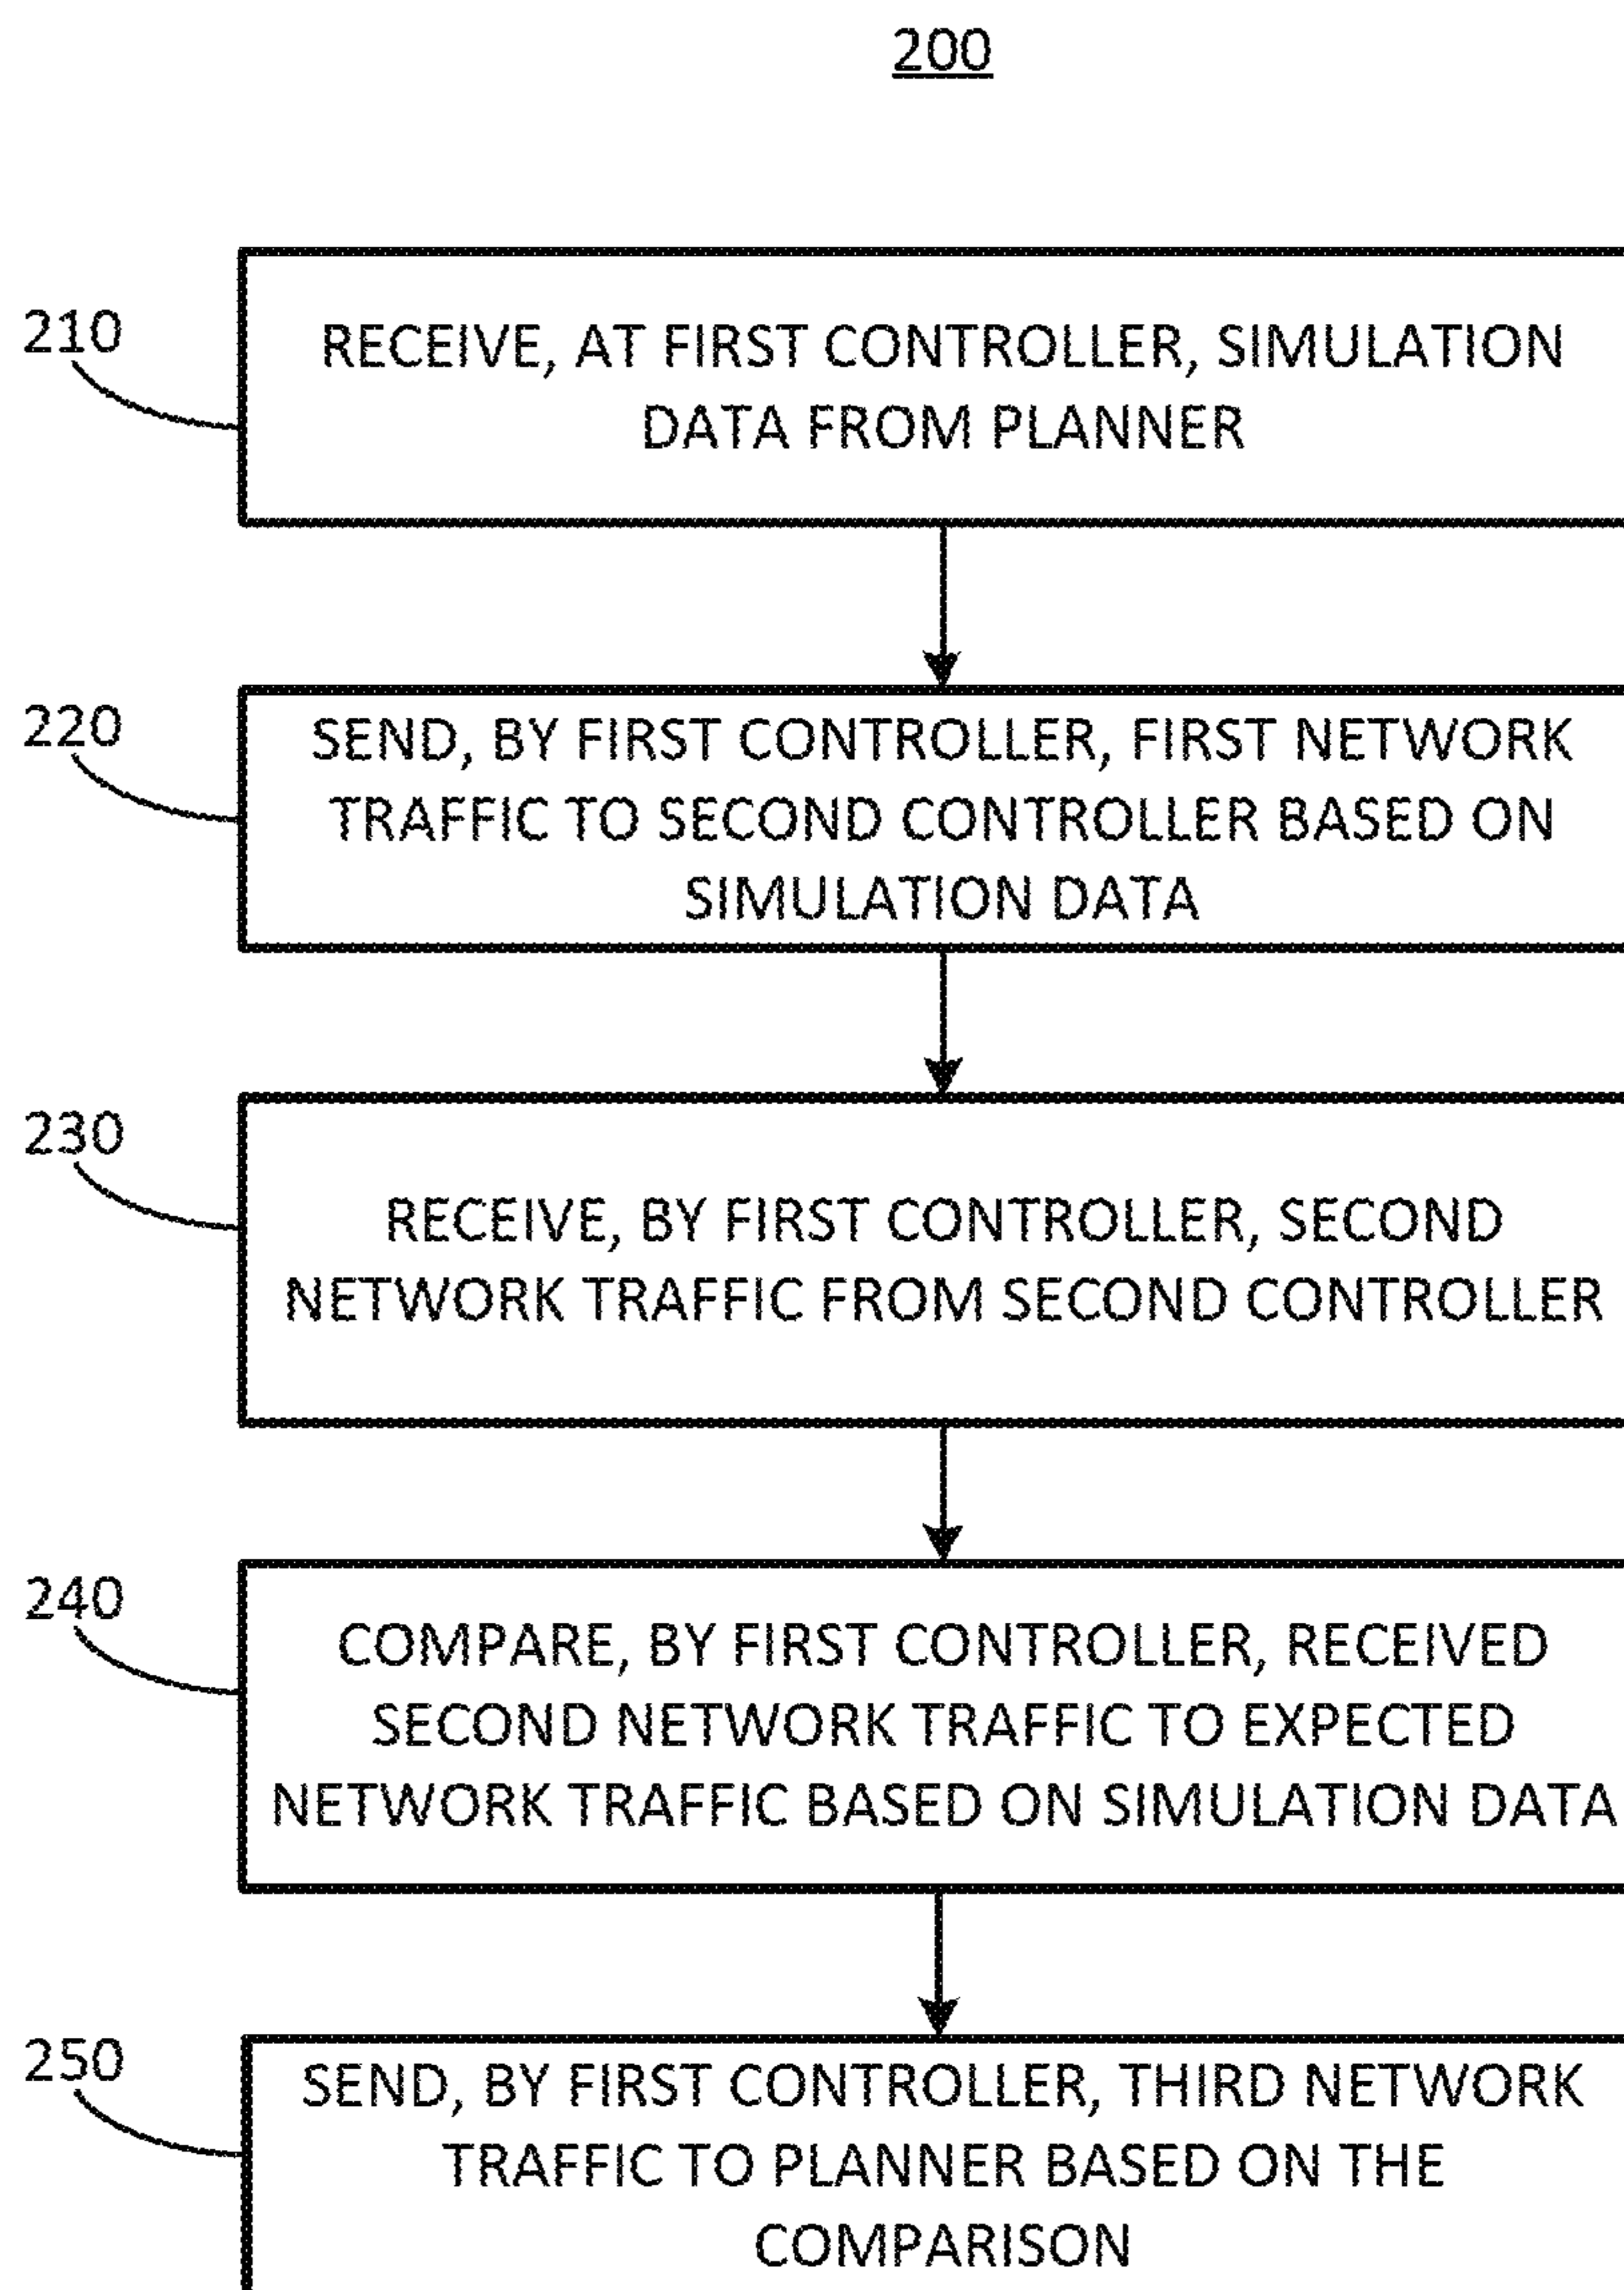 200
210
RECEIVE, AT FIRST CONTROLLER, SIMULATION
DATA FROM PLANNER
220
SEND, BY FIRST CONTROLLER, FIRST NETWORK
TRAFFIC TO SECOND CONTROLLER BASED ON
SIMULATION DATA
230
RECEIVE, BY FIRST CONTROLLER, SECOND
NETWORK TRAFFIC FROM SECOND CONTROLLER
240
COMPARE, BY FIRST CONTROLLER, RECEIVED
SECOND NETWORK TRAFFIC TO EXPECTED
NETWORK TRAFFIC BASED ON SIMULATION DATA
250
SEND, BY FIRST CONTROLLER, THIRD NETWORK
TRAFFIC TO PLANNER BASED ON THE
COMPARISON